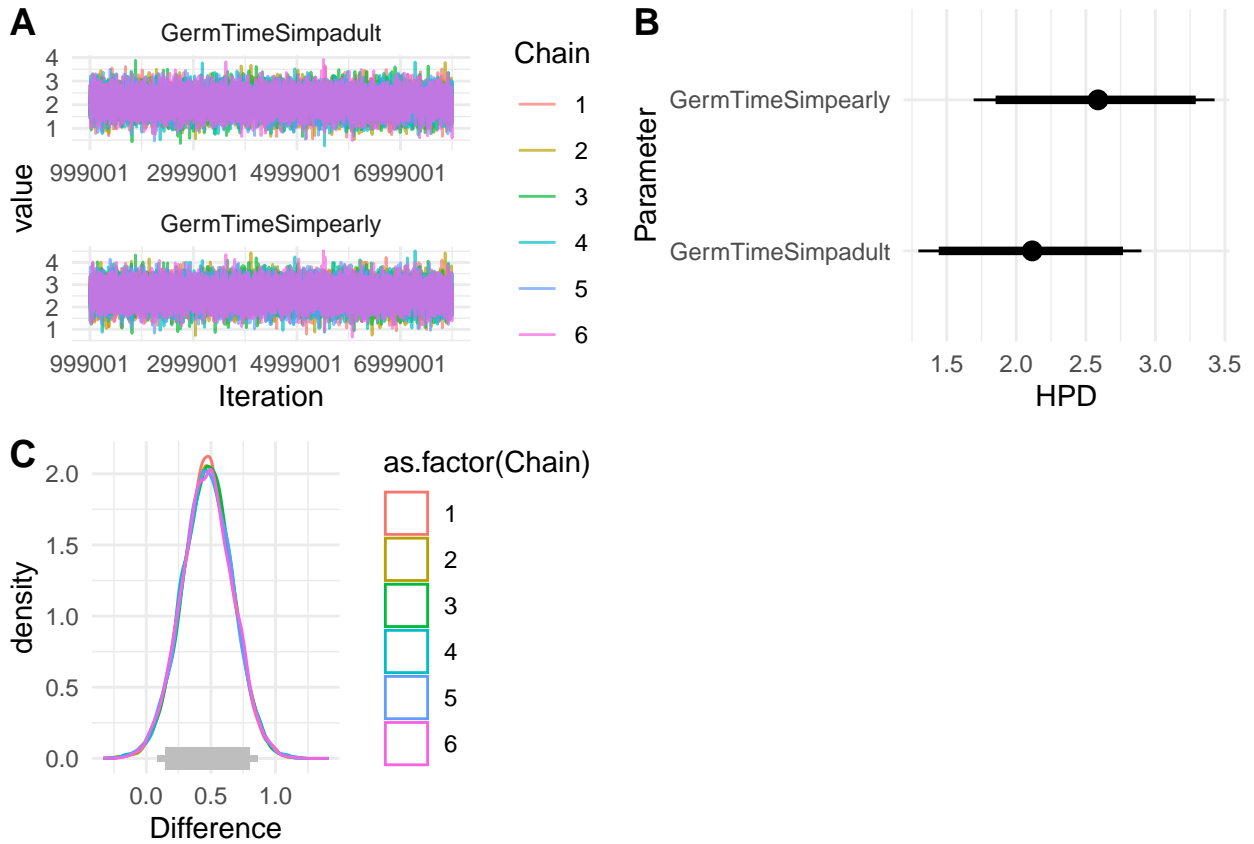 A
GermTimeSimpadult
4
3
2
1
999001 2999001 4999001 6999001
GermTimeSimpearly
4
3
2
1
999001 2999001 4999001 6999001
value
Iteration
Chain
1
2
3
4
5
6
B
Parameter
GermTimeSimpearly
GermTimeSimpadult
1.5 2.0 2.5 3.0 3.5
HPD
C
density
2.0
1.5
1.0
0.5
0.0
0.0 0.5 1.0
Difference
as.factor(Chain)
1
2
3
4
5
6